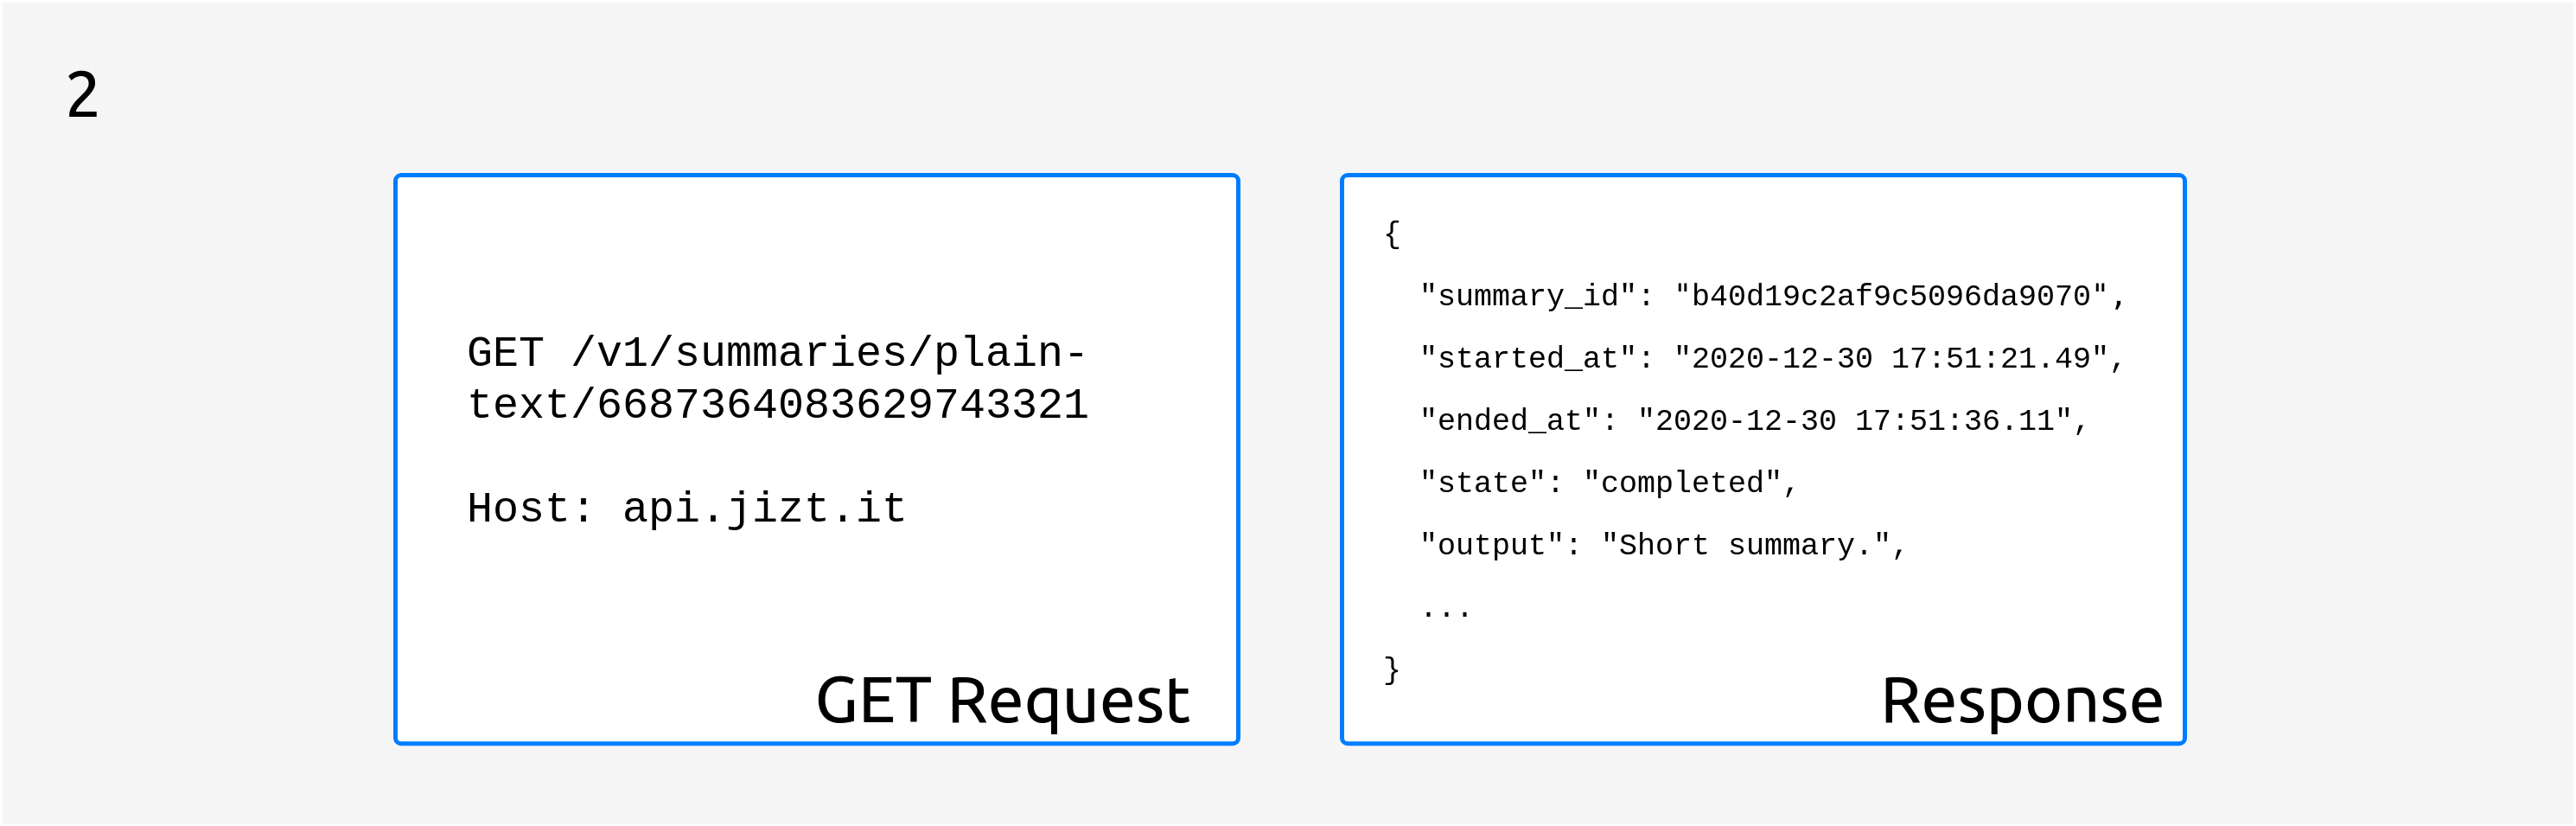 2
GET /v1/summaries/plain-
text/6687364083629743321
Host: api.jizt.it
GET Request
{
"summary_id": "b40d19c2af9c5096da9070",
"started_at": "2020-12-30 17:51:21.49",
"ended_at": "2020-12-30 17:51:36.11",
"state": "completed",
"output": "Short summary.",
...
}
Response